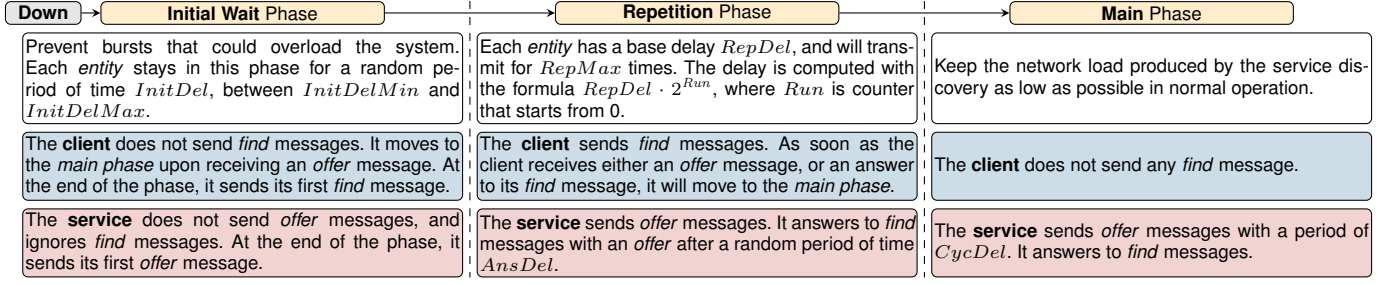 Down
Initial Wait Phase
Repetition Phase
Main Phase
Prevent bursts that could overload the system.
Each entity stays in this phase for a random pe-
riod of time InitDel, between InitDelMin and
InitDelMax.
Each entity has a base delay RepDel, and will trans-
mit for RepMax times. The delay is computed with
the formula RepDel · 2^Run, where Run is counter
that starts from 0.
Keep the network load produced by the service dis-
covery as low as possible in normal operation.
The client does not send find messages. It moves to
the main phase upon receiving an offer message. At
the end of the phase, it sends its first find message.
The client sends find messages. As soon as the
client receives either an offer message, or an answer
to its find message, it will move to the main phase.
The client does not send any find message.
The service does not send offer messages, and
ignores find messages. At the end of the phase, it
sends its first offer message.
The service sends offer messages. It answers to find
messages with an offer after a random period of time
AnsDel.
The service sends offer messages with a period of
CycDel. It answers to find messages.